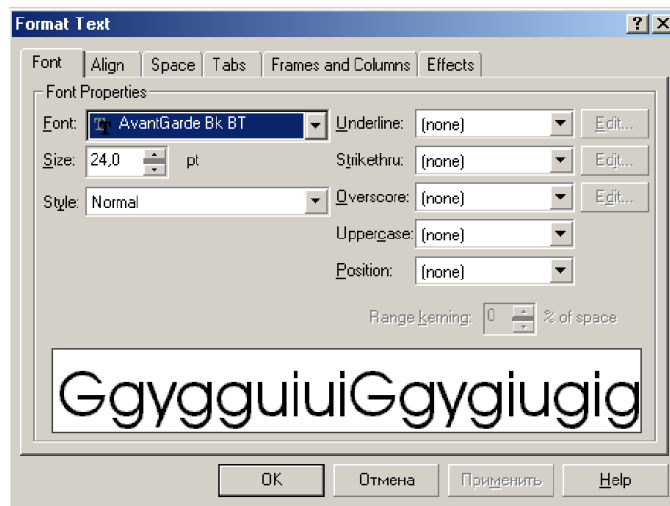 Format Text
Font Align Space Tabs Frames and Columns Effects
Font Properties
Font: AvantGarde Bk BT Underline: (none) Edit...
Size: 24,0 pt Strikethru: (none) Edit...
Style: Normal Overscore: (none) Edit...
Uppercase: (none)
Position: (none)
Range kerning: 0 % of space
GgygguiuiGgygiugig
OK Отмена Применить Help